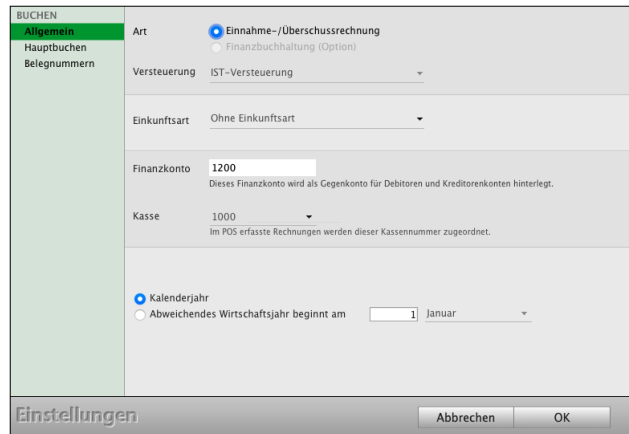 BUCHEN
Allgemein
Hauptbuchen
Belegnummern
Art
Einnahme-/Überschussrechnung
Finanzbuchhaltung (Option)
Versteuerung
IST-Versteuerung
Einkunftsart
Ohne Einkunftsart
Finanzkonto
1200
Dieses Finanzkonto wird als Gegenkonto für Debitoren und Kreditorenkonten hinterlegt.
Kasse
1000
Im POS erfasste Rechnungen werden dieser Kassennummer zugeordnet.
Kalenderjahr
Abweichendes Wirtschaftsjahr beginnt am
1
Januar
Einstellungen
Abbrechen
OK